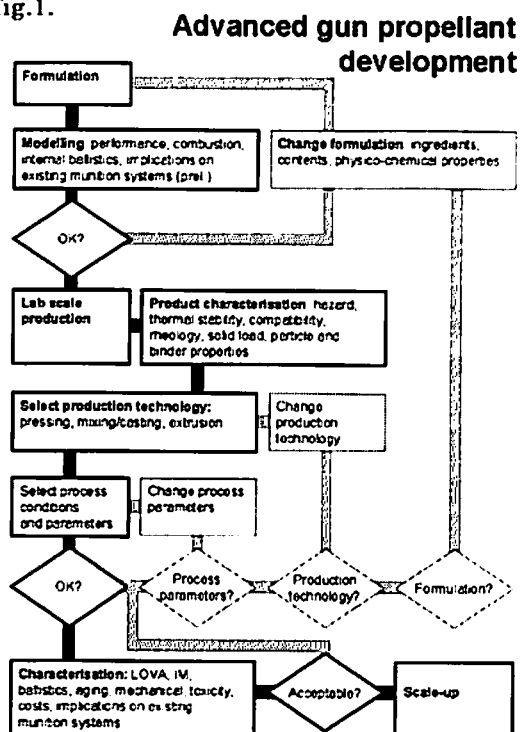 fig.1.
Advanced gun propellant
development
Formulation
Modelling performance, combustion,
internal ballistics, implications on
existing munition systems (prel.)
Change formulation ingredients,
contents, physico-chemical properties
OK?
Lab scale
production
Product characterisation hazard,
thermal stability, compatibility,
rheology, solid load, particle and
binder properties
Select production technology:
pressing, mixing/casting, extrusion
Change
production
technology
Select process
conditions
and parameters
Change process
parameters
OK?
Process
parameters?
Production
technology?
Formulation?
Characterisation: LOVA, IM,
ballistics, aging, mechanical, toxicity,
costs, implications on existing
munition systems
Acceptable?
Scale-up